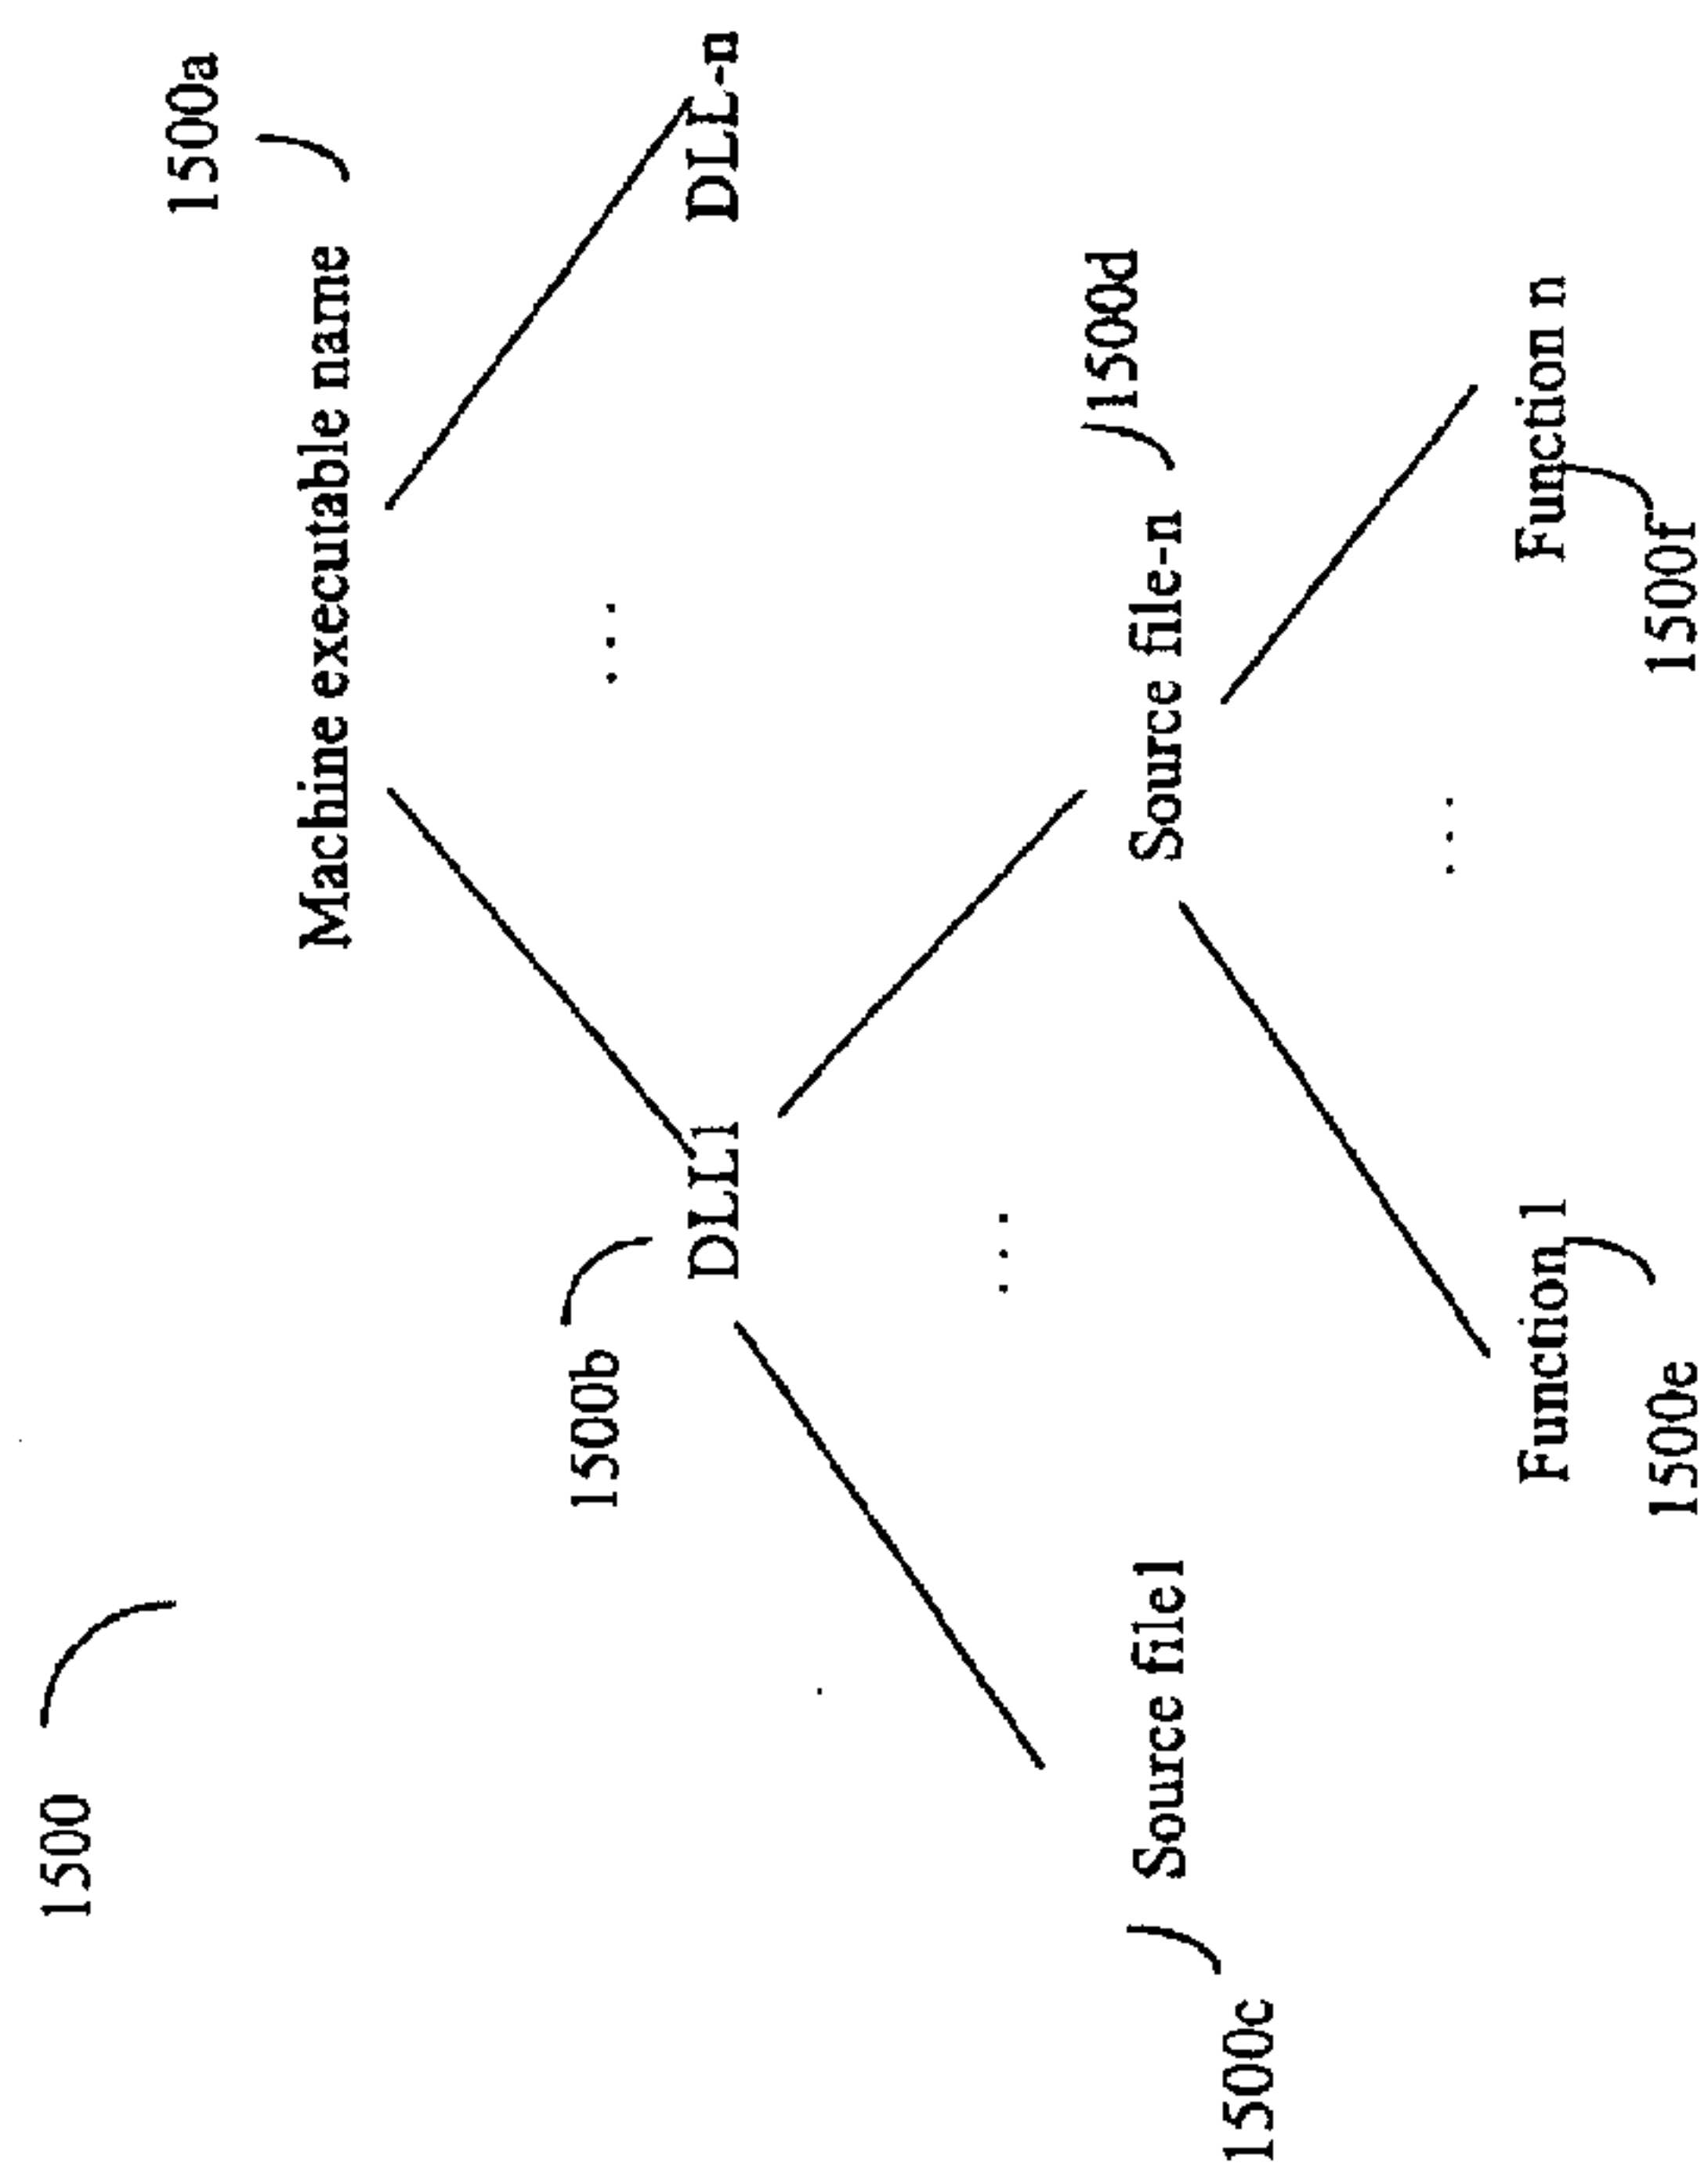 1500
1500a
Machine executable name
1500b
DLL1
DLL-n
...
1500d
Source file1
...
Source file-n
1500c
Function 1
...
Function n
1500e
1500f